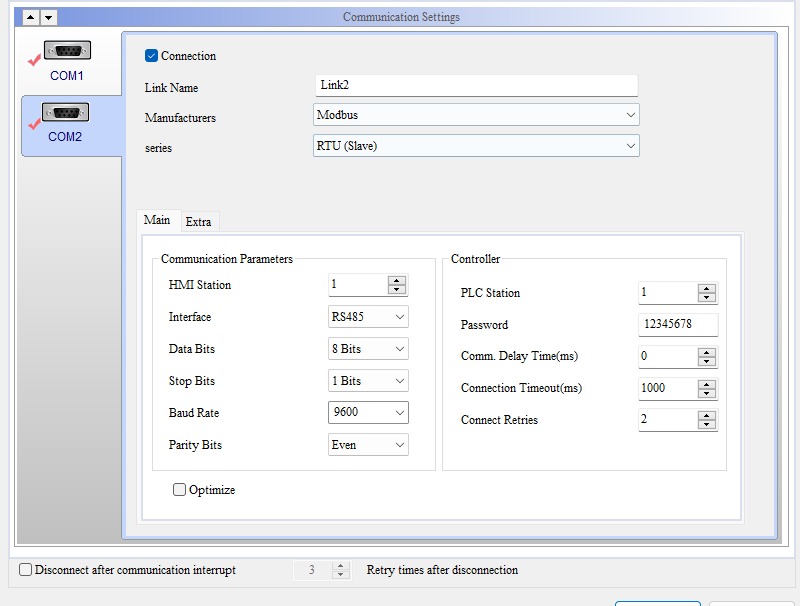 Communication Settings
COM1
COM2
Connection
Link Name Link2
Manufacturers Modbus
series RTU (Slave)
Main Extra
Communication Parameters
HMI Station 1
Interface RS485
Data Bits 8 Bits
Stop Bits 1 Bits
Baud Rate 9600
Parity Bits Even
Controller
PLC Station 1
Password 12345678
Comm. Delay Time(ms) 0
Connection Timeout(ms) 1000
Connect Retries 2
Optimize
Disconnect after communication interrupt 3 Retry times after disconnection